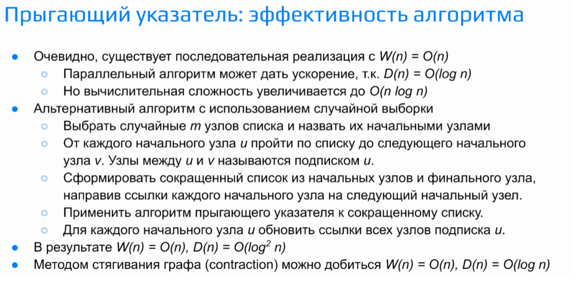 Прыгающий указатель: эффективность алгоритма
● Очевидно, существует последовательная реализация с W(n) = O(n)
○ Параллельный алгоритм может дать ускорение, т.к. D(n) = O(log n)
○ Но вычислительная сложность увеличивается до O(n log n)
● Альтернативный алгоритм с использованием случайной выборки
○ Выбрать случайные m узлов списка и назвать их начальными узлами
○ От каждого начального узла u пройти по списку до следующего начального
узла v. Узлы между u и v называются подписком u.
○ Сформировать сокращенный список из начальных узлов и финального узла,
направив ссылки каждого начального узла на следующий начальный узел.
○ Применить алгоритм прыгающего указателя к сокращенному списку.
○ Для каждого начального узла u обновить ссылки всех узлов подписка u.
● В результате W(n) = O(n), D(n) = O(log² n)
● Методом стягивания графа (contraction) можно добиться W(n) = O(n), D(n) = O(log n)